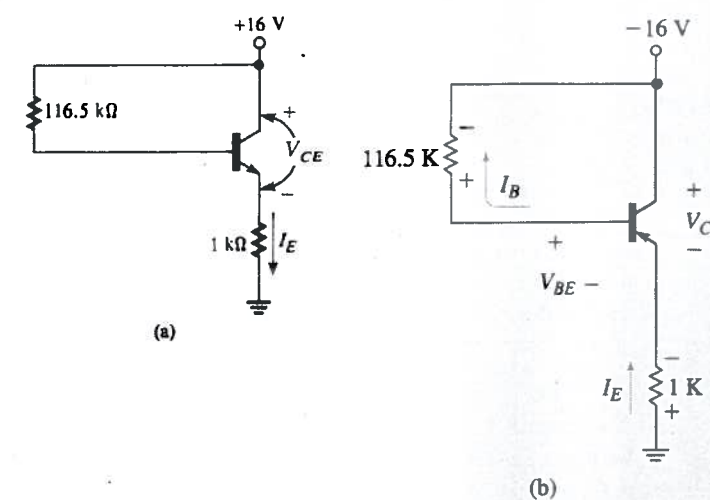 +16 V
116.5 kΩ
+
V_CE
−
1 kΩ
I_E
(a)
−16 V
−
116.5 K
+
I_B
+
V_C
−
+
V_BE −
−
I_E
1 K
+
(b)